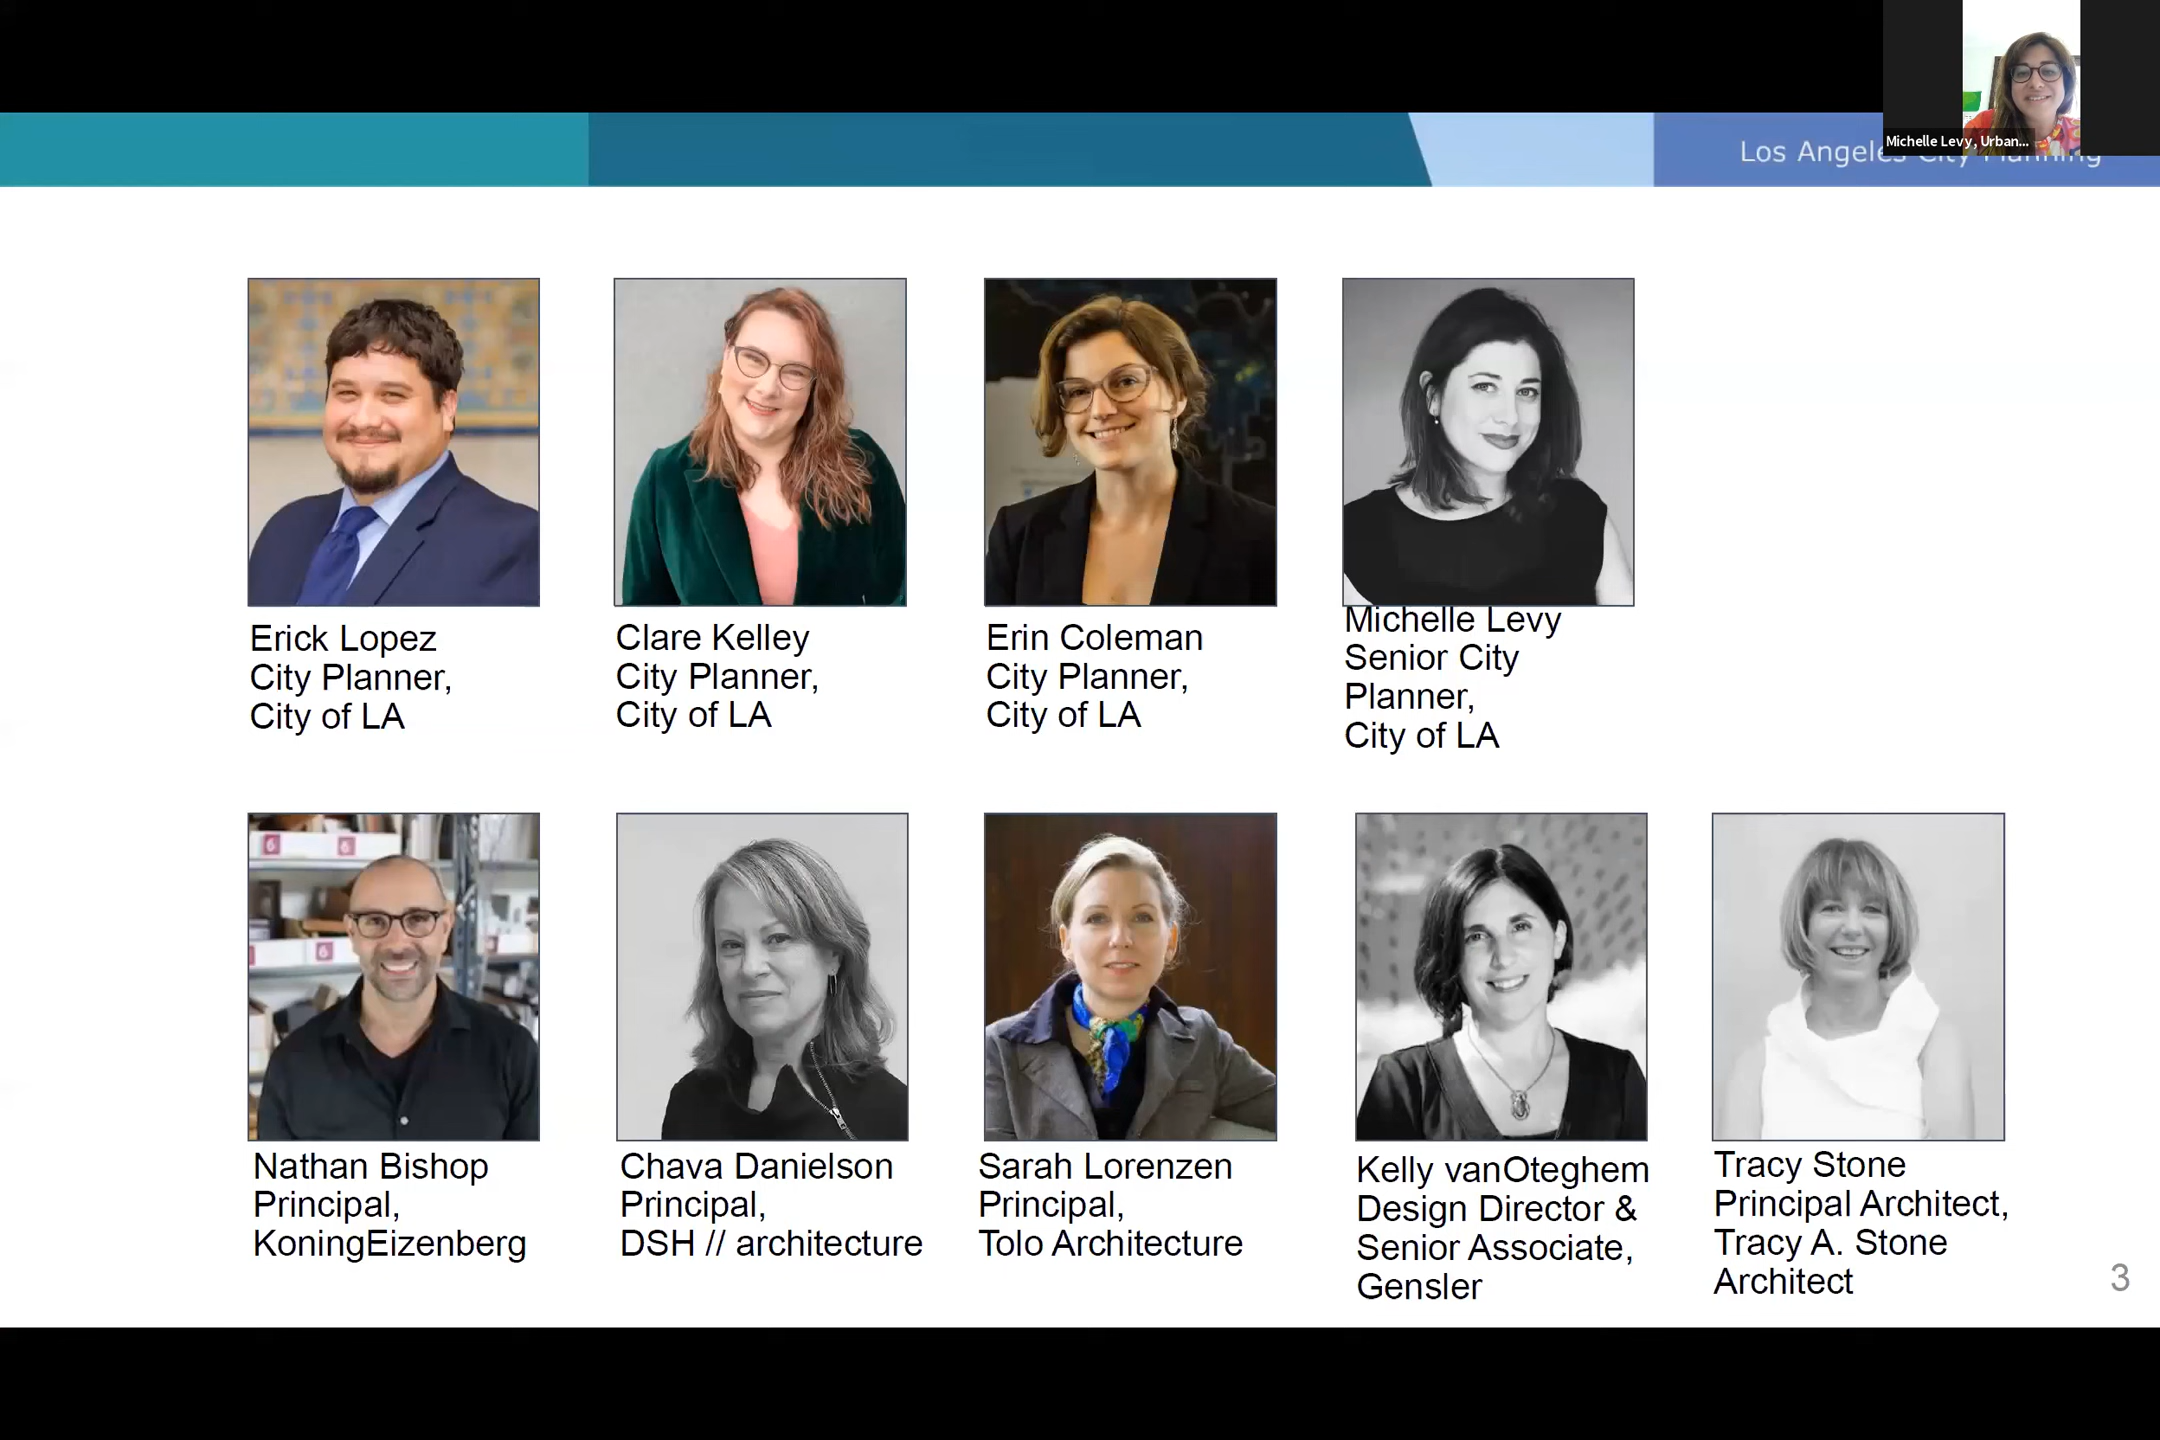 Michelle Levy, Urban...
Los Angeles City Planning
Erick Lopez
City Planner,
City of LA
Clare Kelley
City Planner,
City of LA
Erin Coleman
City Planner,
City of LA
Michelle Levy
Senior City
Planner,
City of LA
6
6
6
Nathan Bishop
Principal,
KoningEizenberg
Chava Danielson
Principal,
DSH // architecture
Sarah Lorenzen
Principal,
Tolo Architecture
Kelly vanOteghem
Design Director &
Senior Associate,
Gensler
Tracy Stone
Principal Architect,
Tracy A. Stone
Architect
3